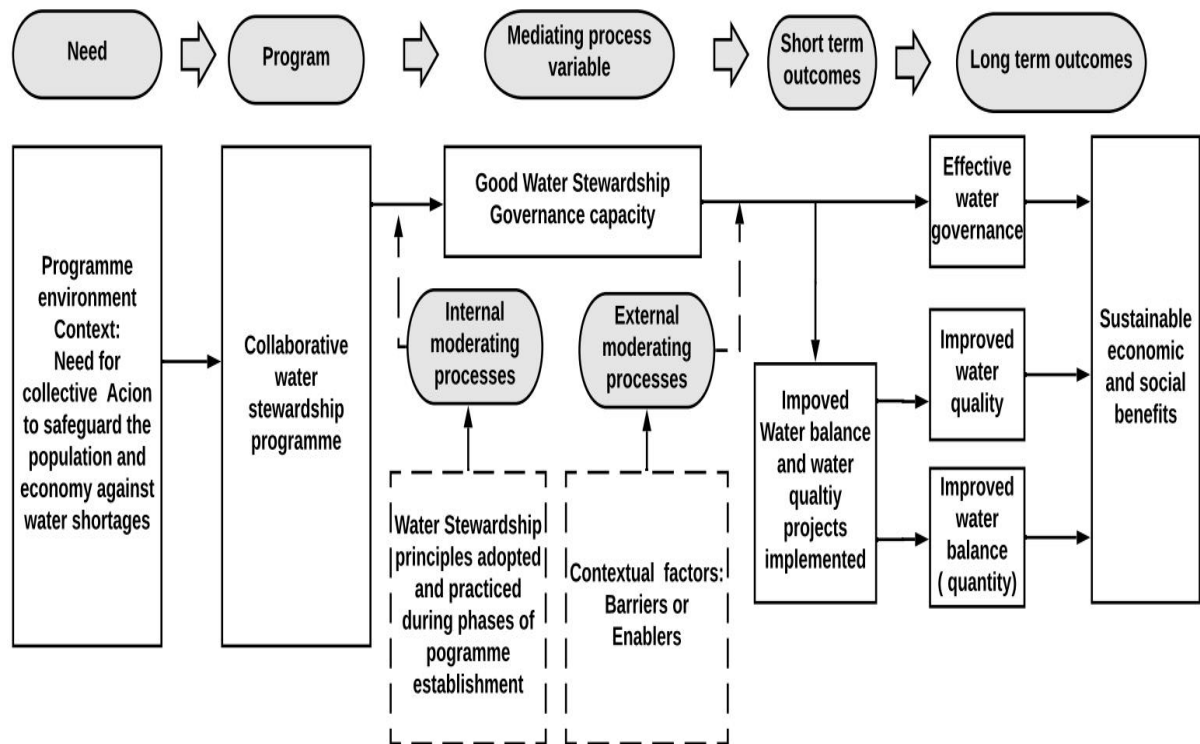 Need
Program
Mediating process
variable
Short term
outcomes
Long term outcomes
Programme
environment
Context:
Need for
collective Acion
to safeguard the
population and
economy against
water shortages
Collaborative
water
stewardship
programme
Good Water Stewardship
Governance capacity
Internal
moderating
processes
External
moderating
processes
Water Stewardship
principles adopted
and practiced
during phases of
pogramme
establishment
Contextual factors:
Barriers or
Enablers
Impoved
Water balance
and water
qualtiy
projects
implemented
Effective
water
governance
Improved
water
quality
Improved
water
balance
( quantity)
Sustainable
economic
and social
benefits